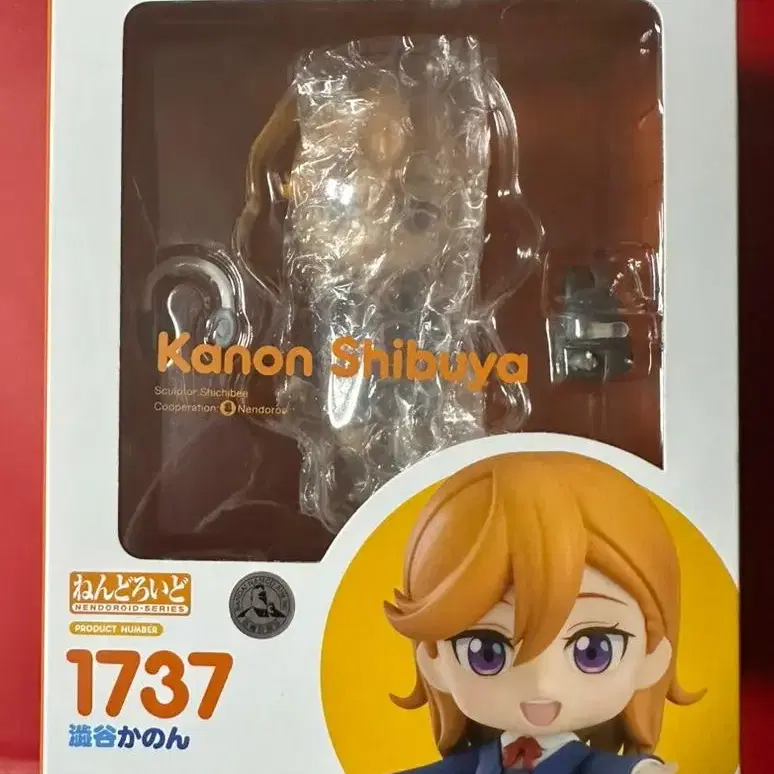 Kanon Shibuya
Sculptor:Shichibee
Cooperation: Nendoron
ねんどろいど
NENDOROID-SERIES
PRODUCT NUMBER
1737
澁谷かのん